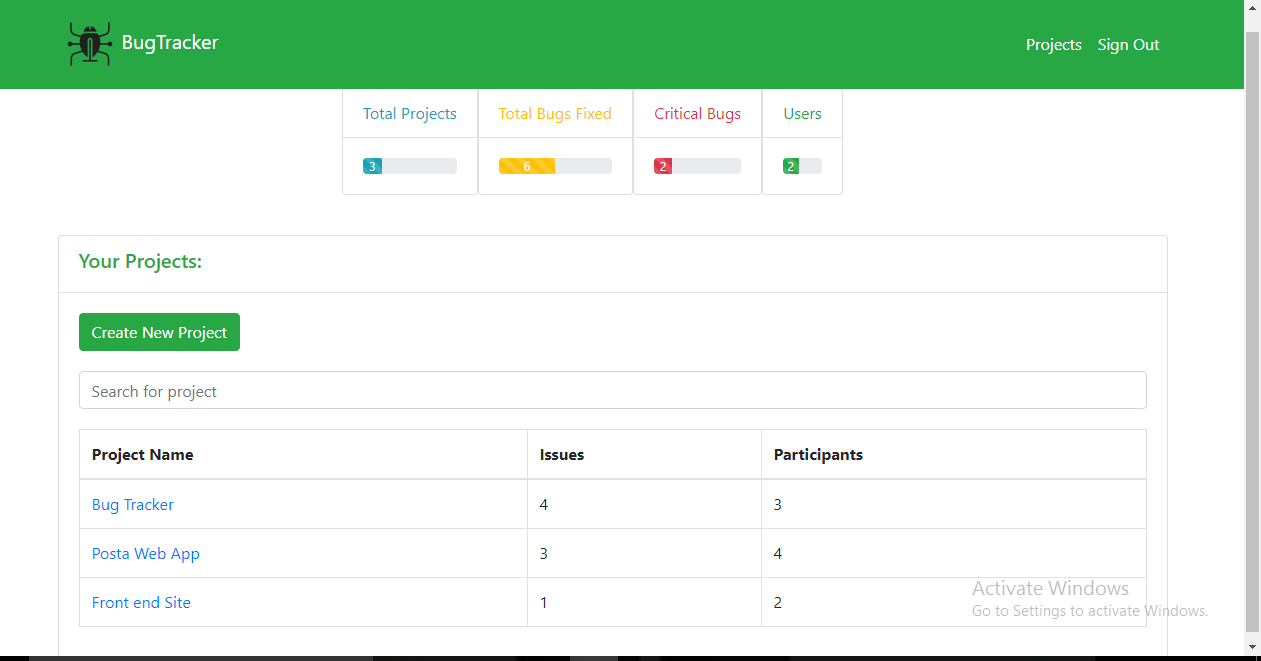 BugTracker
Projects Sign Out
Total Projects Total Bugs Fixed Critical Bugs Users
3 6 2 2
Your Projects:
Create New Project
Search for project
Project Name Issues Participants
Bug Tracker 4 3
Posta Web App 3 4
Front end Site 1 2
Activate Windows
Go to Settings to activate Windows.